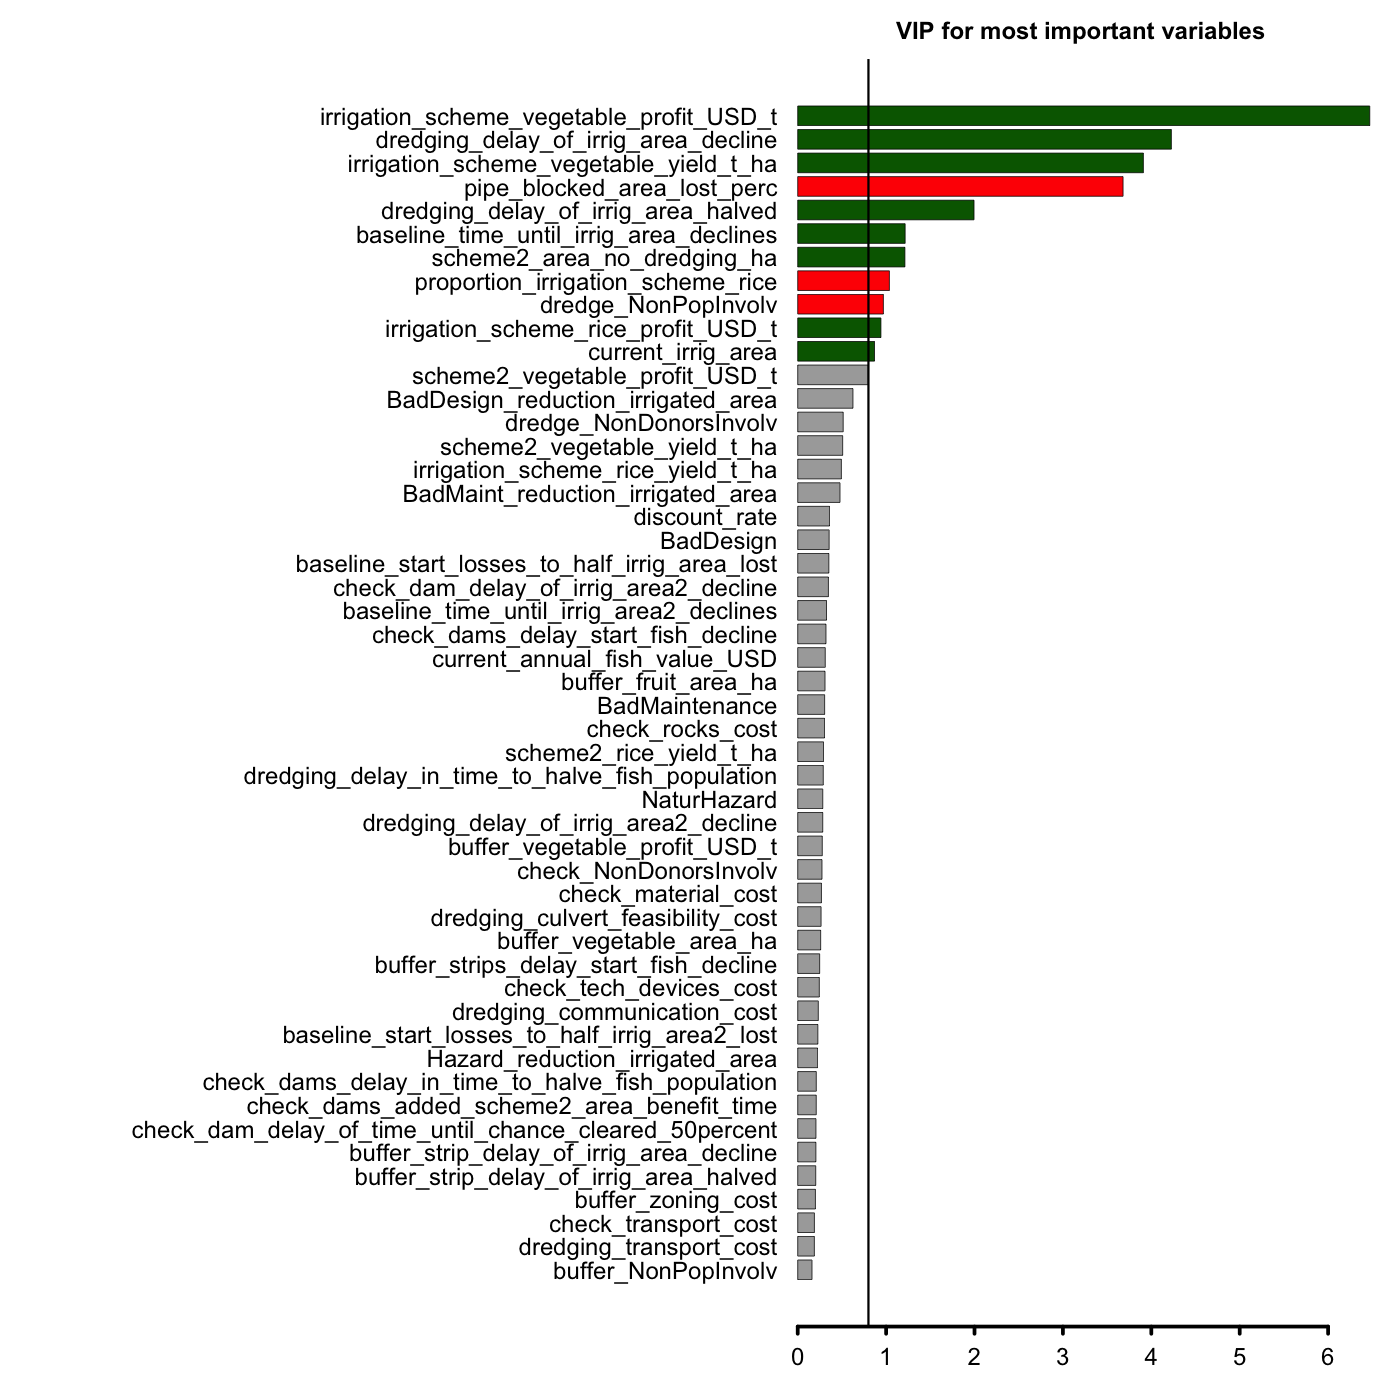 VIP for most important variables
irrigation_scheme_vegetable_profit_USD_t
dredging_delay_of_irrig_area_decline
irrigation_scheme_vegetable_yield_t_ha
pipe_blocked_area_lost_perc
dredging_delay_of_irrig_area_halved
baseline_time_until_irrig_area_declines
scheme2_area_no_dredging_ha
proportion_irrigation_scheme_rice
dredge_NonPopInvolv
irrigation_scheme_rice_profit_USD_t
current_irrig_area
scheme2_vegetable_profit_USD_t
BadDesign_reduction_irrigated_area
dredge_NonDonorsInvolv
scheme2_vegetable_yield_t_ha
irrigation_scheme_rice_yield_t_ha
BadMaint_reduction_irrigated_area
discount_rate
BadDesign
baseline_start_losses_to_half_irrig_area_lost
check_dam_delay_of_irrig_area2_decline
baseline_time_until_irrig_area2_declines
check_dams_delay_start_fish_decline
current_annual_fish_value_USD
buffer_fruit_area_ha
BadMaintenance
check_rocks_cost
scheme2_rice_yield_t_ha
dredging_delay_in_time_to_halve_fish_population
NaturHazard
dredging_delay_of_irrig_area2_decline
buffer_vegetable_profit_USD_t
check_NonDonorsInvolv
check_material_cost
dredging_culvert_feasibility_cost
buffer_vegetable_area_ha
buffer_strips_delay_start_fish_decline
check_tech_devices_cost
dredging_communication_cost
baseline_start_losses_to_half_irrig_area2_lost
Hazard_reduction_irrigated_area
check_dams_delay_in_time_to_halve_fish_population
check_dams_added_scheme2_area_benefit_time
check_dam_delay_of_time_until_chance_cleared_50percent
buffer_strip_delay_of_irrig_area_decline
buffer_strip_delay_of_irrig_area_halved
buffer_zoning_cost
check_transport_cost
dredging_transport_cost
buffer_NonPopInvolv
0 1 2 3 4 5 6